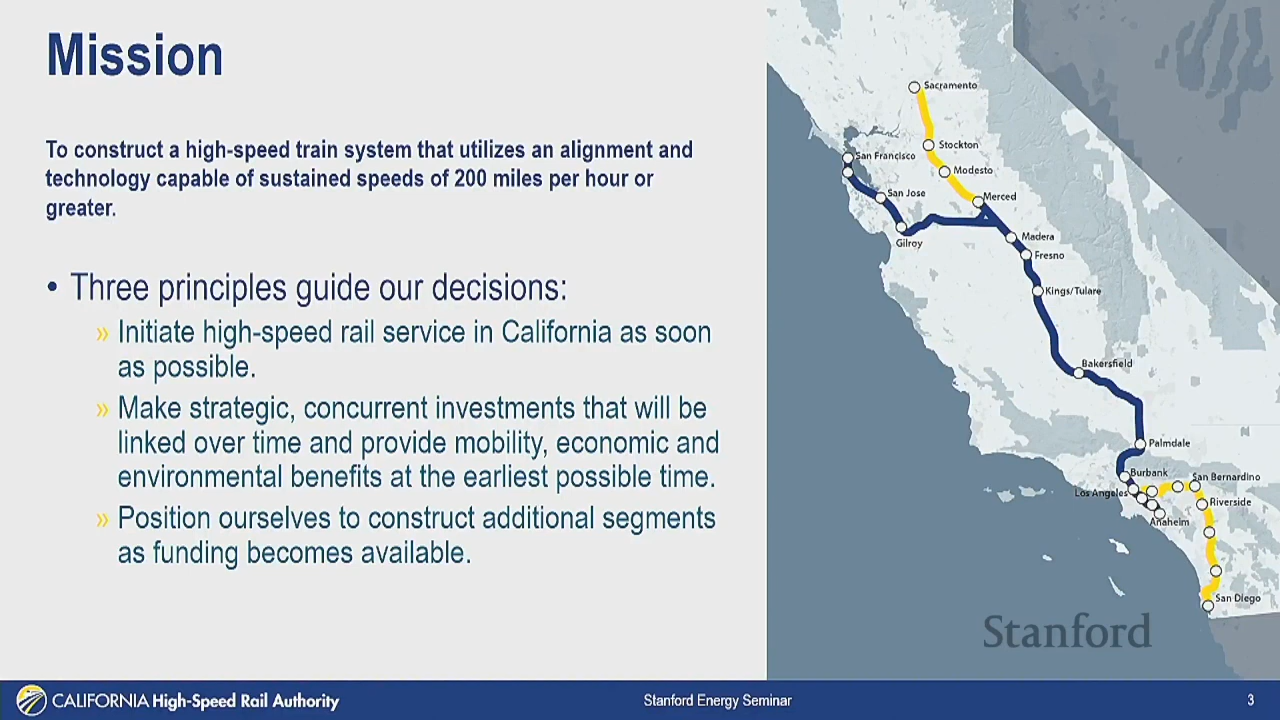 Mission
To construct a high-speed train system that utilizes an alignment and
technology capable of sustained speeds of 200 miles per hour or
greater.
• Three principles guide our decisions:
» Initiate high-speed rail service in California as soon
as possible.
» Make strategic, concurrent investments that will be
linked over time and provide mobility, economic and
environmental benefits at the earliest possible time.
» Position ourselves to construct additional segments
as funding becomes available.
Sacramento
Stockton
San Francisco
Modesto
San Jose
Merced
Gilroy
Madera
Fresno
Kings/Tulare
Bakersfield
Palmdale
Burbank
San Bernardino
Los Angeles
Riverside
Anaheim
San Diego
Stanford
CALIFORNIA High-Speed Rail Authority
Stanford Energy Seminar
3